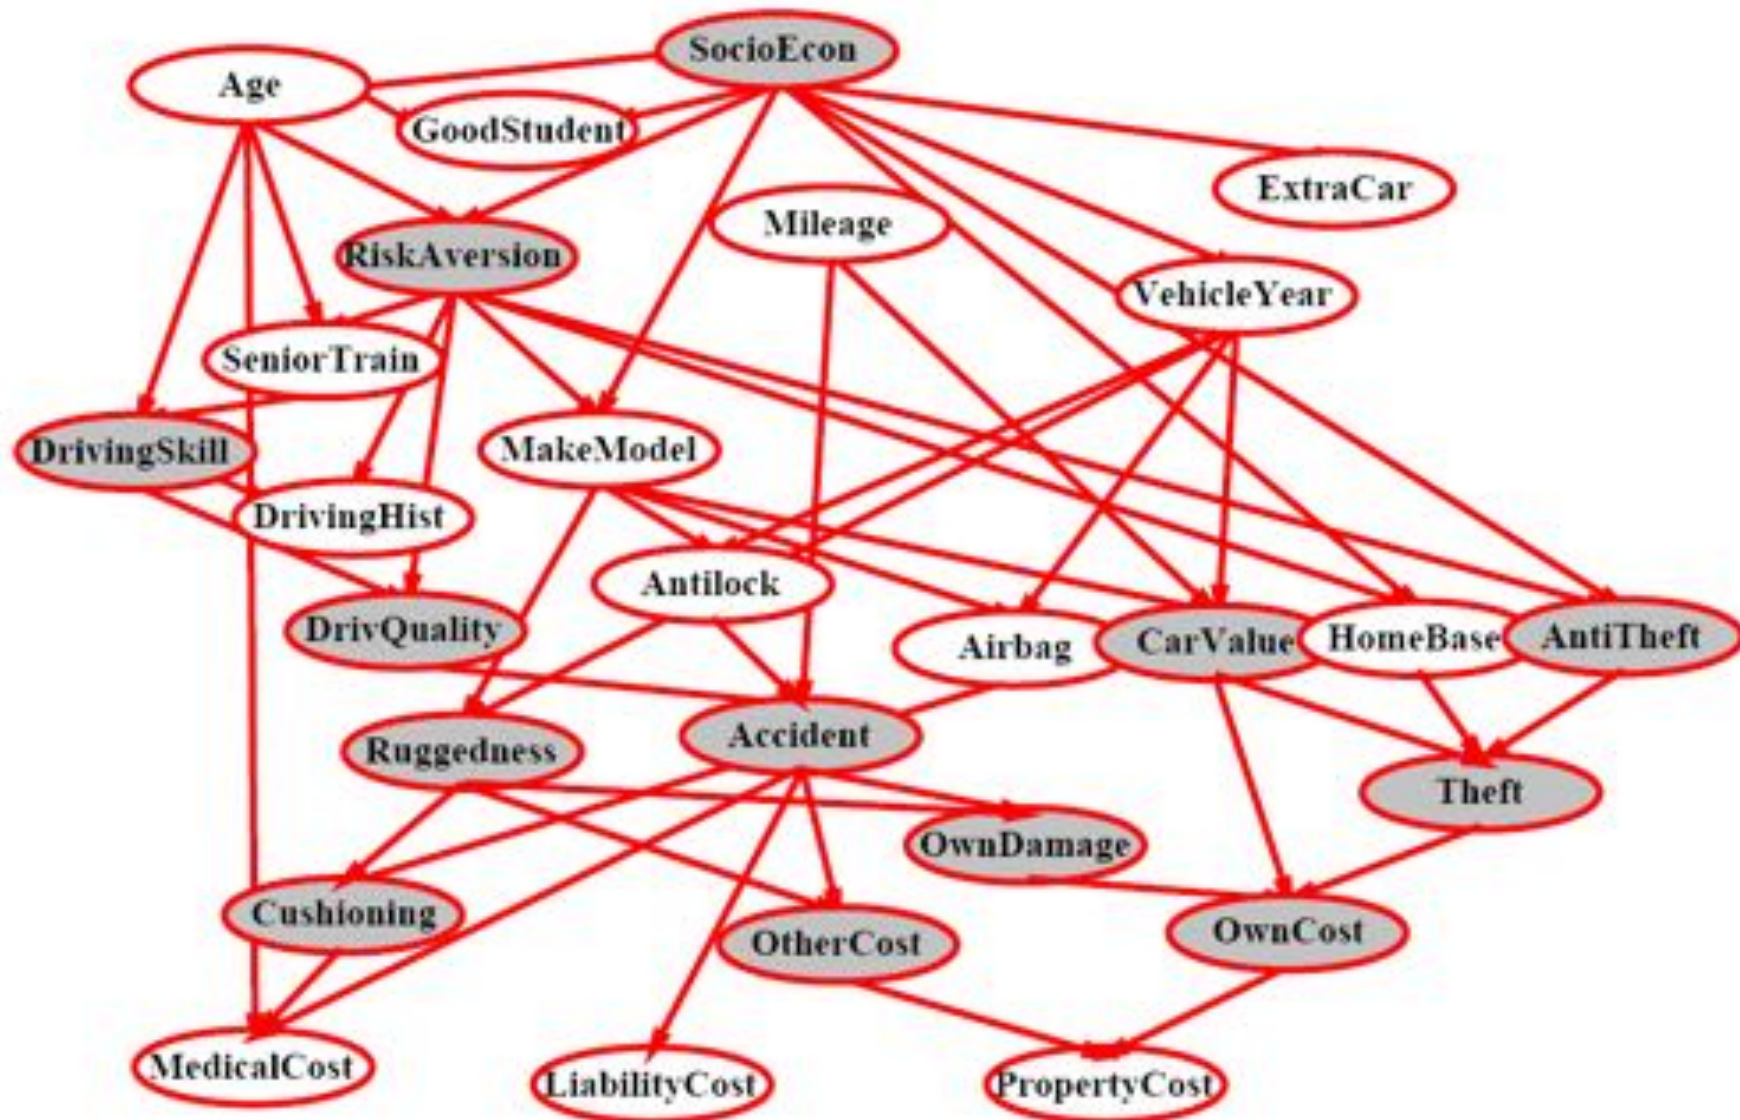 SocioEcon
Age
GoodStudent
ExtraCar
Mileage
RiskAversion
VehicleYear
SeniorTrain
DrivingSkill
MakeModel
DrivingHist
Antilock
DrivQuality
Airbag
CarValue
HomeBase
AntiTheft
Ruggedness
Accident
Theft
OwnDamage
Cushioning
OtherCost
OwnCost
MedicalCost
LiabilityCost
PropertyCost